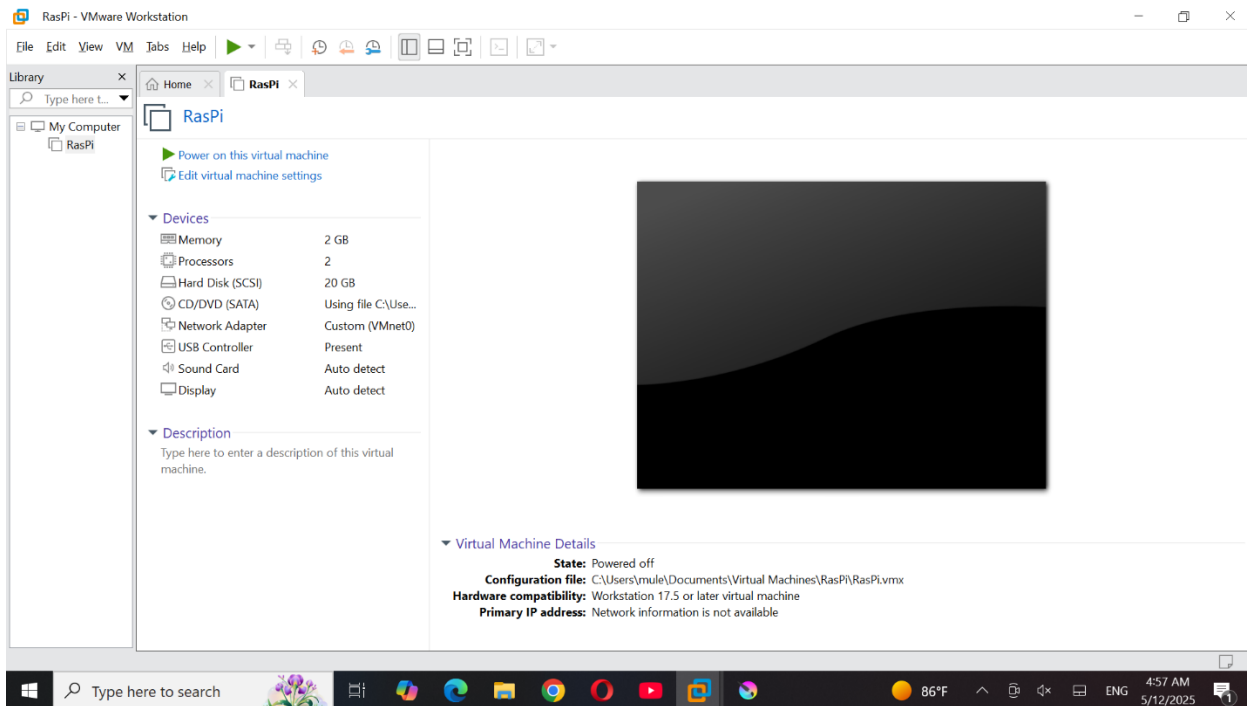 RasPi - VMware Workstation
File Edit View VM Tabs Help
Library
Type here t...
My Computer
RasPi
Home
RasPi
RasPi
Power on this virtual machine
Edit virtual machine settings
Devices
Memory 2 GB
Processors 2
Hard Disk (SCSI) 20 GB
CD/DVD (SATA) Using file C:\Use...
Network Adapter Custom (VMnet0)
USB Controller Present
Sound Card Auto detect
Display Auto detect
Description
Type here to enter a description of this virtual
machine.
Virtual Machine Details
State: Powered off
Configuration file: C:\Users\mule\Documents\Virtual Machines\RasPi\RasPi.vmx
Hardware compatibility: Workstation 17.5 or later virtual machine
Primary IP address: Network information is not available
Type here to search
86°F
ENG
4:57 AM
5/12/2025
1